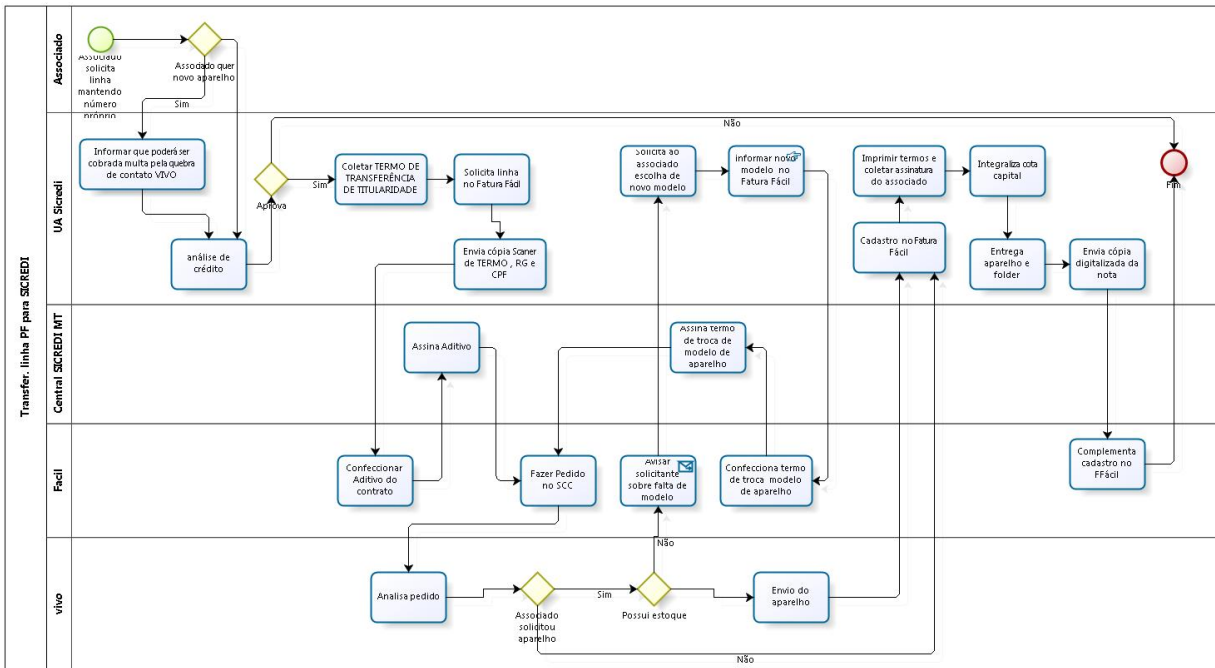 Transfer. linha PF para SICREDI
Associado
Associado
solicita
linha
mantendo
número
próprio
Associado quer
novo aparelho
Sim
UA Sicredi
Não
Informar que poderá ser
cobrada multa pela quebra
de contato VIVO
análise de
crédito
Aprova
Sim
Coletar TERMO DE
TRANSFERÊNCIA
DE TITULARIDADE
Solicita linha
no Fatura Fádil
Envia cópia Scaner
de TERMO , RG e
CPF
Solicita ao
associado
escolha de
novo modelo
informar novo
modelo no
Fatura Fácil
Imprimir termos e
coletar assinatura
do associado
Cadastro no Fatura
Fácil
Integraliza cota
capital
Entrega
aparelho e
folder
Envia cópia
digitalizada da
nota
Fim
Central SICREDI MT
Assina Aditivo
Assina termo
de troca de
modelo de
aparelho
Facil
Confeccionar
Aditivo do
contrato
Fazer Pedido
no SCC
Avisar
solicitante
sobre falta de
modelo
Confecciona termo
de troca modelo
de aparelho
Complementa
cadastro no
FFácil
vivo
Analisa pedido
Associado
solicitou
aparelho
Sim
Não
Possui estoque
Não
Envio do
aparelho